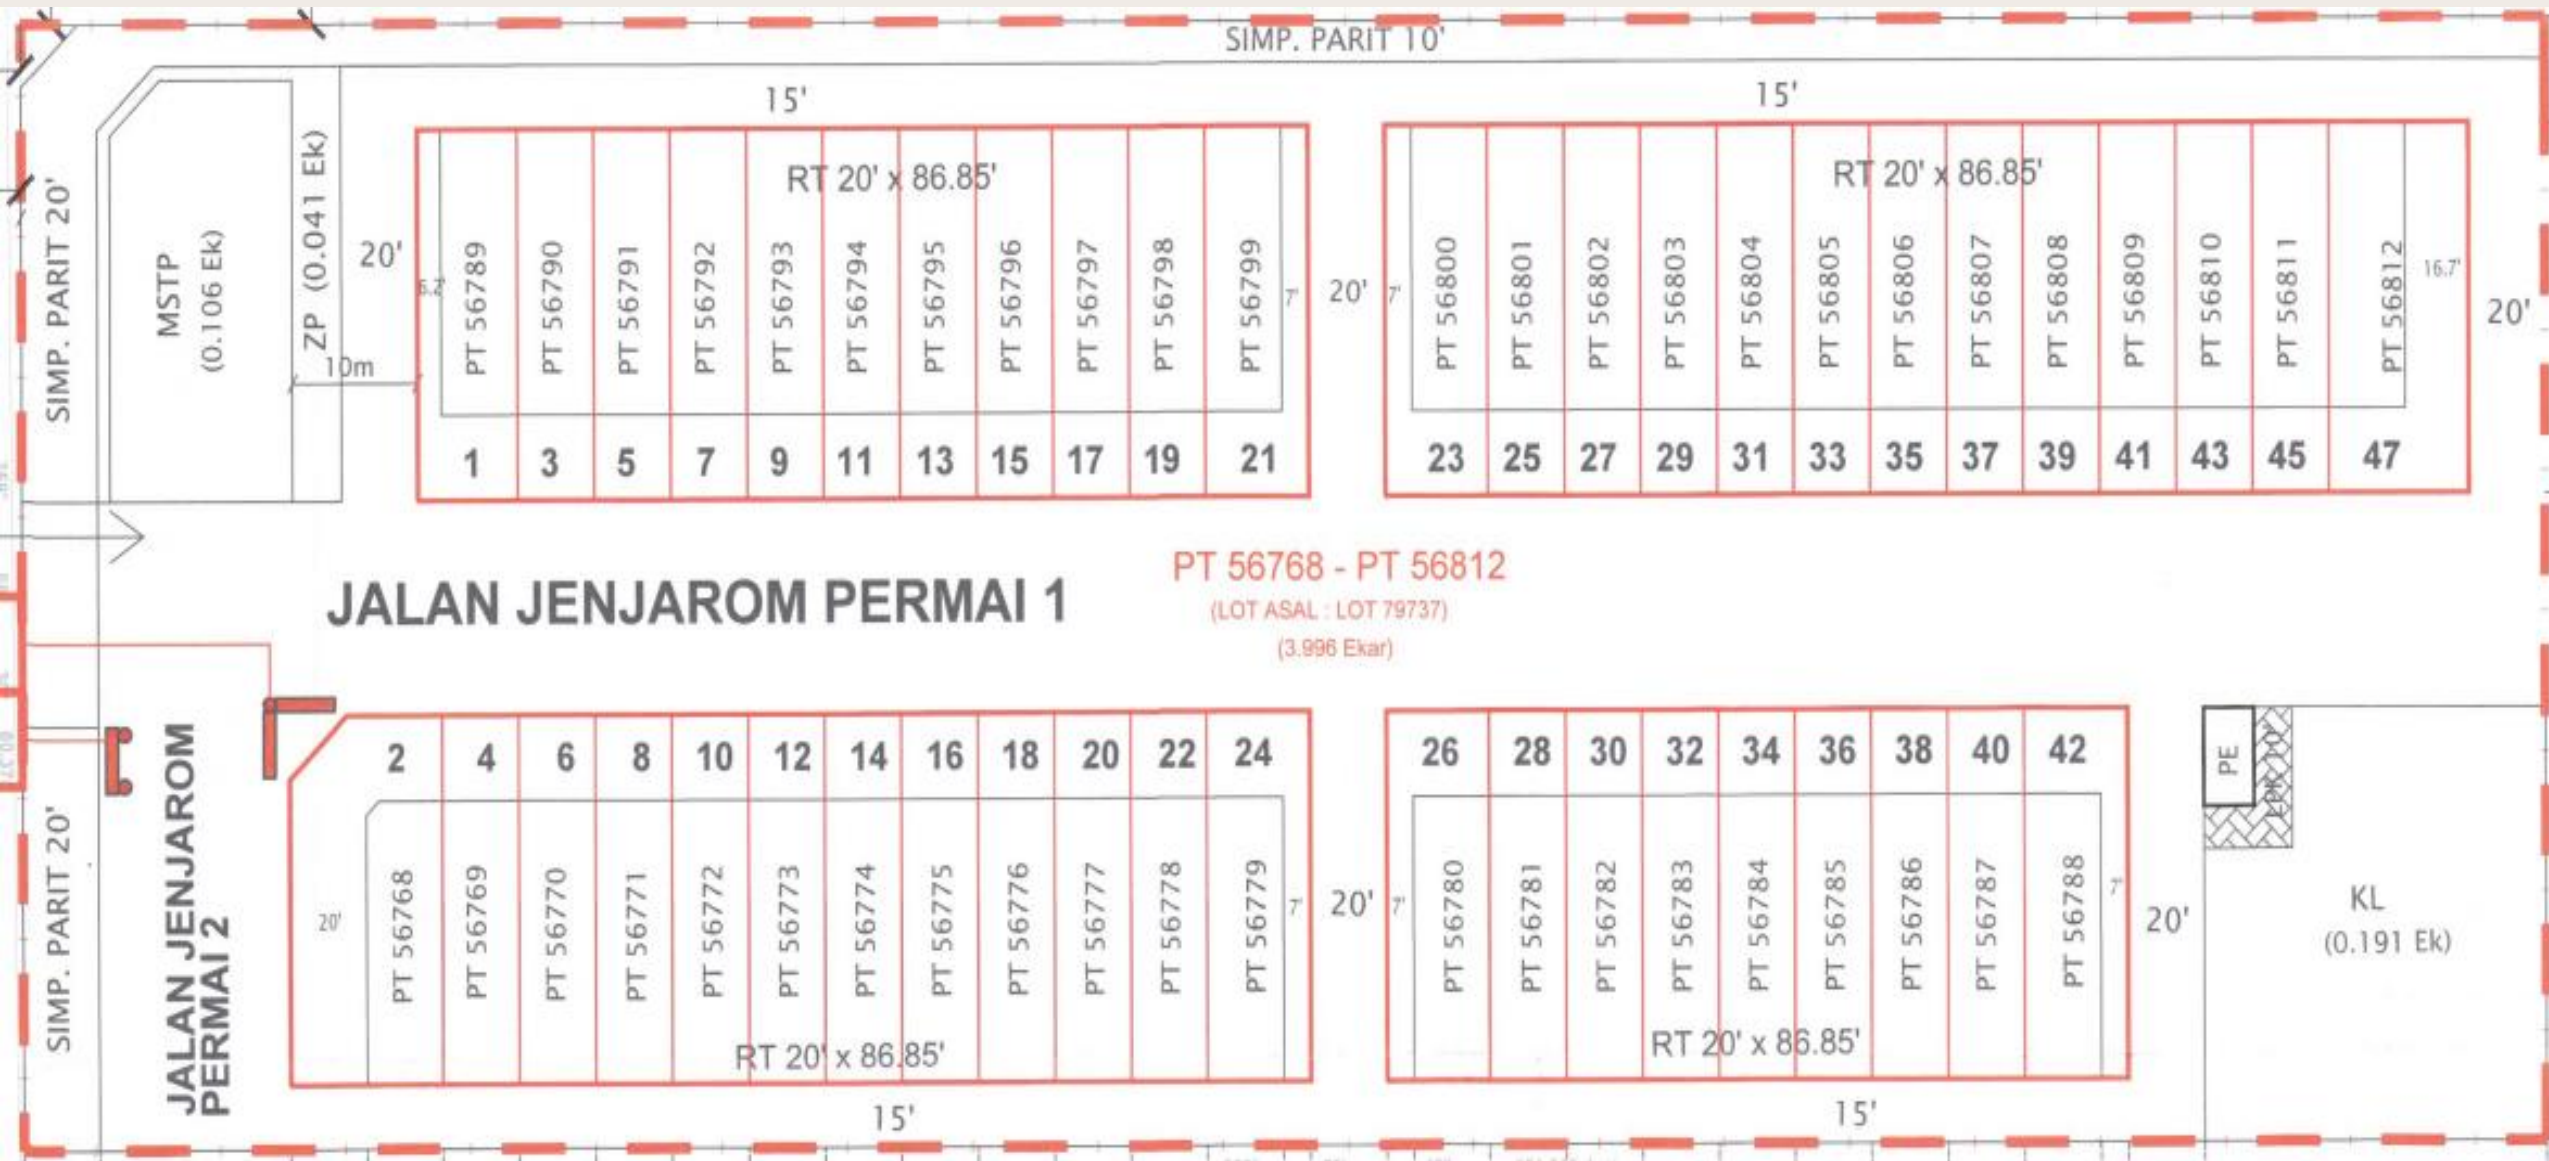 SIMP. PARIT 10'
15'
15'
SIMP. PARIT 20'
MSTP
(0.106 Ek)
ZP (0.041 Ek)
20'
10m
6.2'
RT 20' x 86.85'
PT 56789
PT 56790
PT 56791
PT 56792
PT 56793
PT 56794
PT 56795
PT 56796
PT 56797
PT 56798
PT 56799
7'
20'
7'
RT 20' x 86.85'
PT 56800
PT 56801
PT 56802
PT 56803
PT 56804
PT 56805
PT 56806
PT 56807
PT 56808
PT 56809
PT 56810
PT 56811
PT 56812
16.7'
20'
1 3 5 7 9 11 13 15 17 19 21
23 25 27 29 31 33 35 37 39 41 43 45 47
JALAN JENJAROM PERMAI 1
PT 56768 - PT 56812
(LOT ASAL : LOT 79737)
(3.996 Ekar)
SIMP. PARIT 20'
JALAN JENJAROM
PERMAI 2
2 4 6 8 10 12 14 16 18 20 22 24
26 28 30 32 34 36 38 40 42
20'
PT 56768
PT 56769
PT 56770
PT 56771
PT 56772
PT 56773
PT 56774
PT 56775
PT 56776
PT 56777
PT 56778
PT 56779
RT 20' x 86.85'
7'
20'
7'
PT 56780
PT 56781
PT 56782
PT 56783
PT 56784
PT 56785
PT 56786
PT 56787
PT 56788
RT 20' x 86.85'
7'
20'
PE
KL
(0.191 Ek)
15'
15'